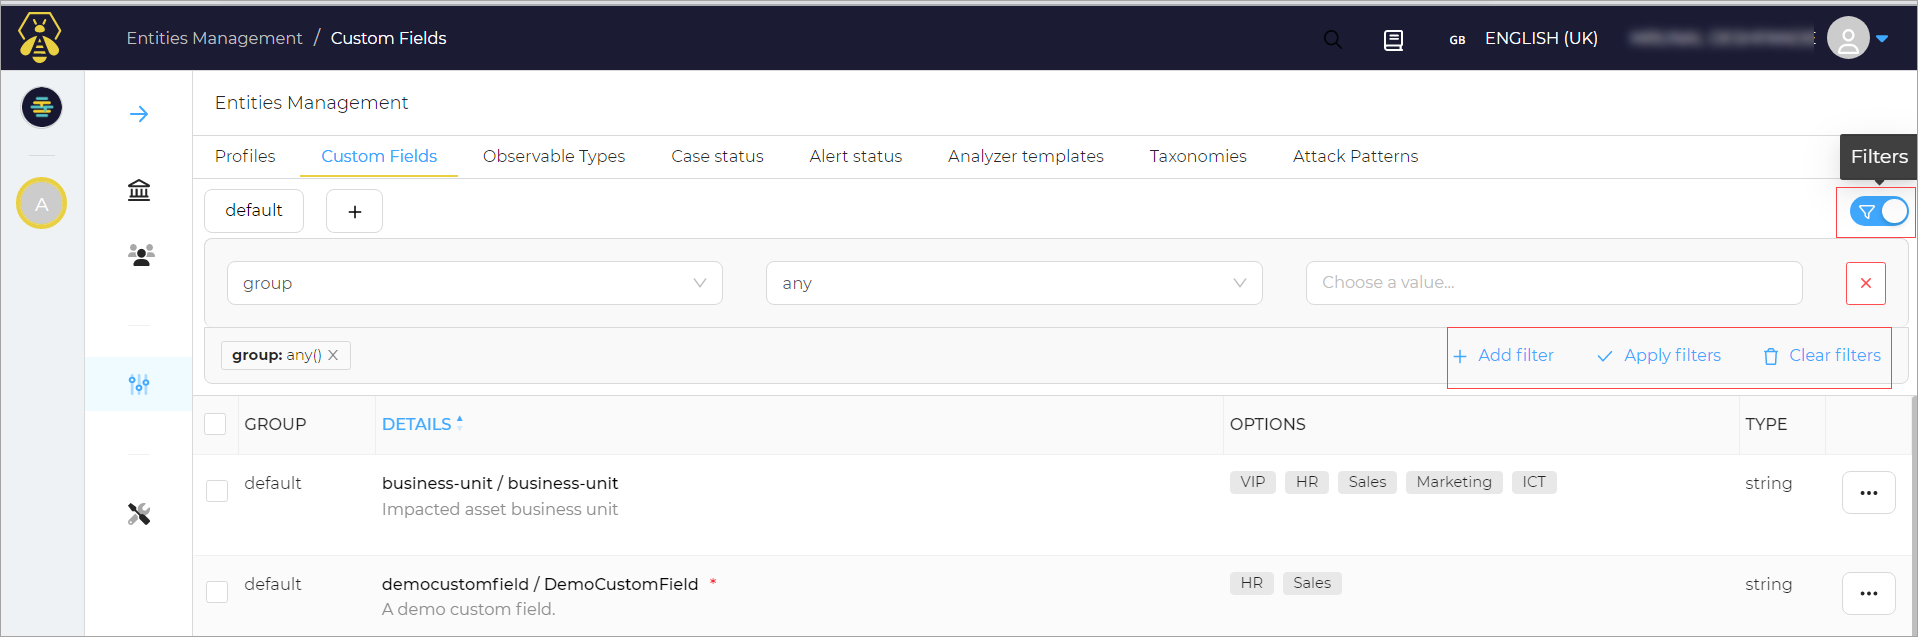 Entities Management / Custom Fields
GB ENGLISH (UK)
A
Entities Management
Profiles Custom Fields Observable Types Case status Alert status Analyzer templates Taxonomies Attack Patterns
Filters
default +
group any Choose a value...
group: any() X
+ Add filter Apply filters Clear filters
GROUP DETAILS OPTIONS TYPE
default business-unit / business-unit VIP HR Sales Marketing ICT string
Impacted asset business unit
default democustomfield / DemoCustomField * HR Sales string
A demo custom field.